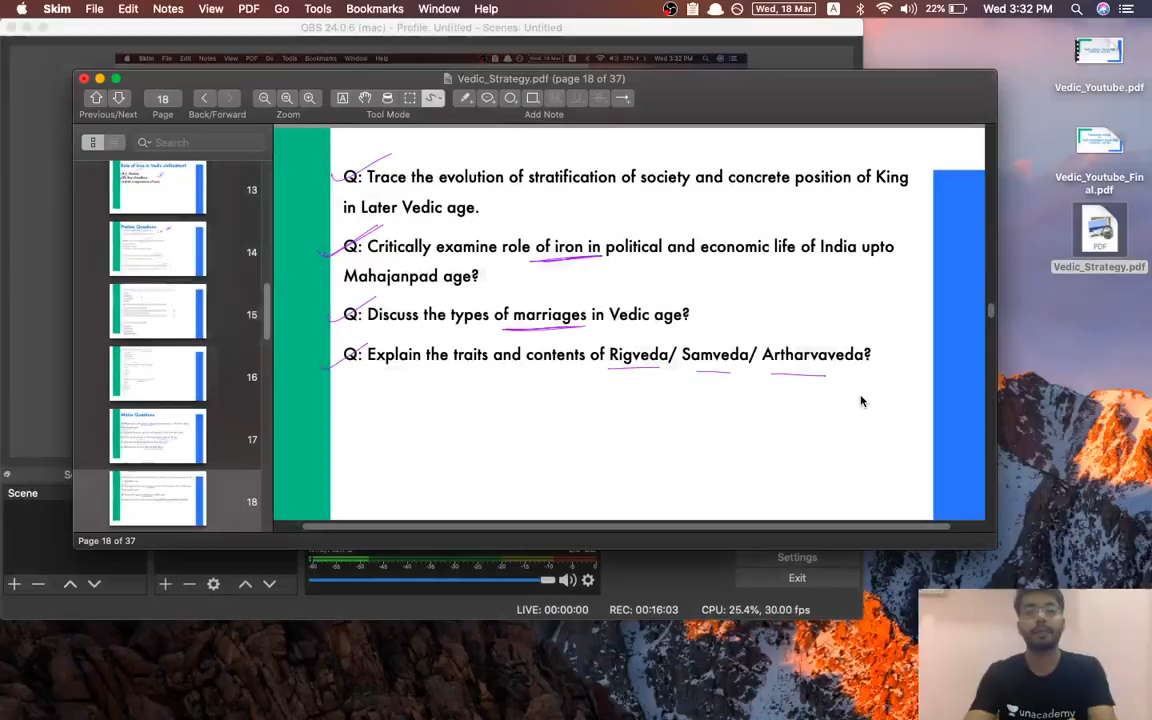 Skim File Edit Notes View PDF Go Tools Bookmarks Window Help
Wed, 18 Mar A 22% Wed 3:32 PM
OBS 24.0.6 (mac) - Profile: Untitled - Scenes: Untitled
Vedic_Strategy.pdf (page 18 of 37)
18
Previous/Next Page Back/Forward Zoom Tool Mode Add Note
Search
13
Prelims Questions
14
15
16
Mains Questions
17
18
Q: Trace the evolution of stratification of society and concrete position of King
in Later Vedic age.
Q: Critically examine role of iron in political and economic life of India upto
Mahajanpad age?
Q: Discuss the types of marriages in Vedic age?
Q: Explain the traits and contents of Rigveda/ Samveda/ Artharvaveda?
Page 18 of 37
Scene
Settings
Exit
LIVE: 00:00:00 REC: 00:16:03 CPU: 25.4%, 30.00 fps
Vedic_Youtube.pdf
Vedic_Youtube_Fin
al.pdf
PDF
Vedic_Strategy.pdf
unacademy